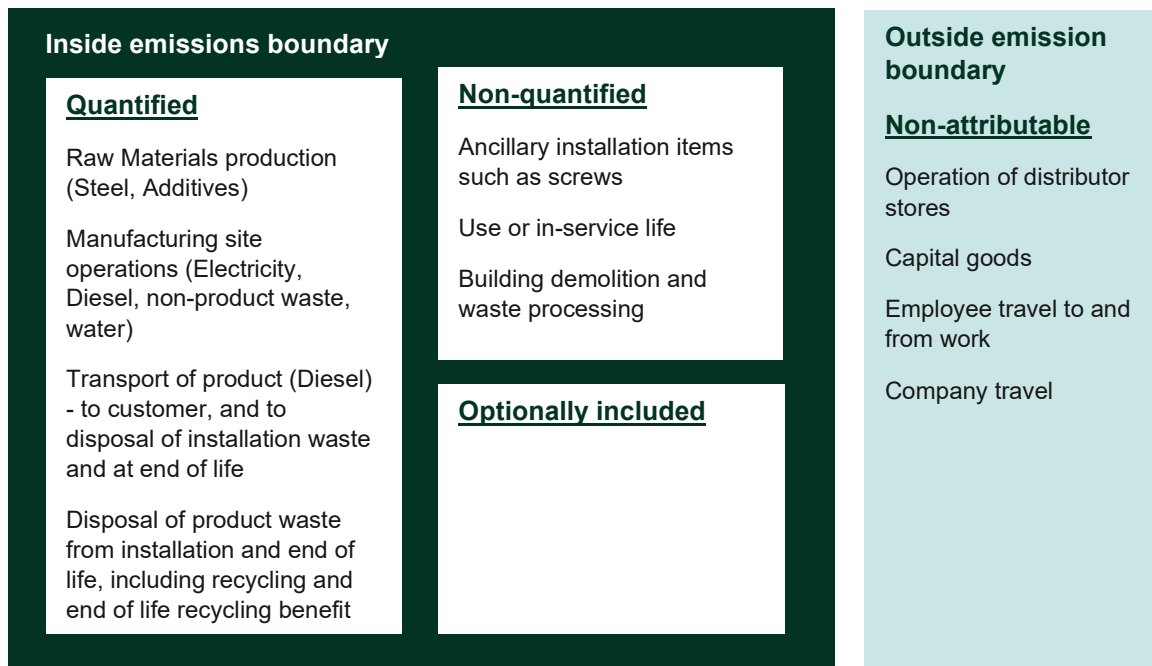 Inside emissions boundary
Quantified
Raw Materials production
(Steel, Additives)
Manufacturing site
operations (Electricity,
Diesel, non-product waste,
water)
Transport of product (Diesel)
- to customer, and to
disposal of installation waste
and at end of life
Disposal of product waste
from installation and end of
life, including recycling and
end of life recycling benefit
Non-quantified
Ancillary installation items
such as screws
Use or in-service life
Building demolition and
waste processing
Optionally included
Outside emission
boundary
Non-attributable
Operation of distributor
stores
Capital goods
Employee travel to and
from work
Company travel